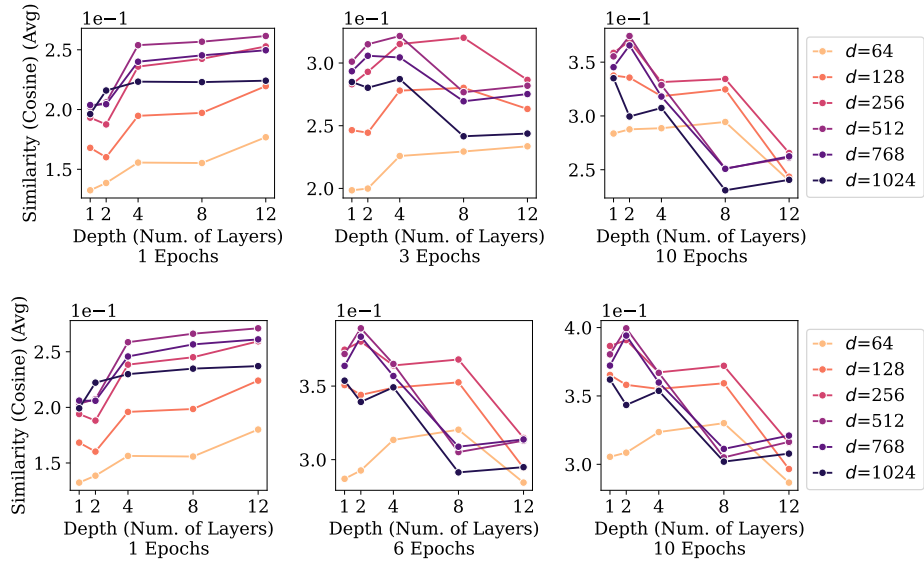 Similarity (Cosine) (Avg)
1e−1
2.5
2.0
1.5
1 2 4 8 12
Depth (Num. of Layers)
1 Epochs
1e−1
3.0
2.5
2.0
1 2 4 8 12
Depth (Num. of Layers)
3 Epochs
1e−1
3.5
3.0
2.5
1 2 4 8 12
Depth (Num. of Layers)
10 Epochs
d=64
d=128
d=256
d=512
d=768
d=1024
Similarity (Cosine) (Avg)
1e−1
2.5
2.0
1.5
1 2 4 8 12
Depth (Num. of Layers)
1 Epochs
1e−1
3.5
3.0
1 2 4 8 12
Depth (Num. of Layers)
6 Epochs
1e−1
4.0
3.5
3.0
1 2 4 8 12
Depth (Num. of Layers)
10 Epochs
d=64
d=128
d=256
d=512
d=768
d=1024